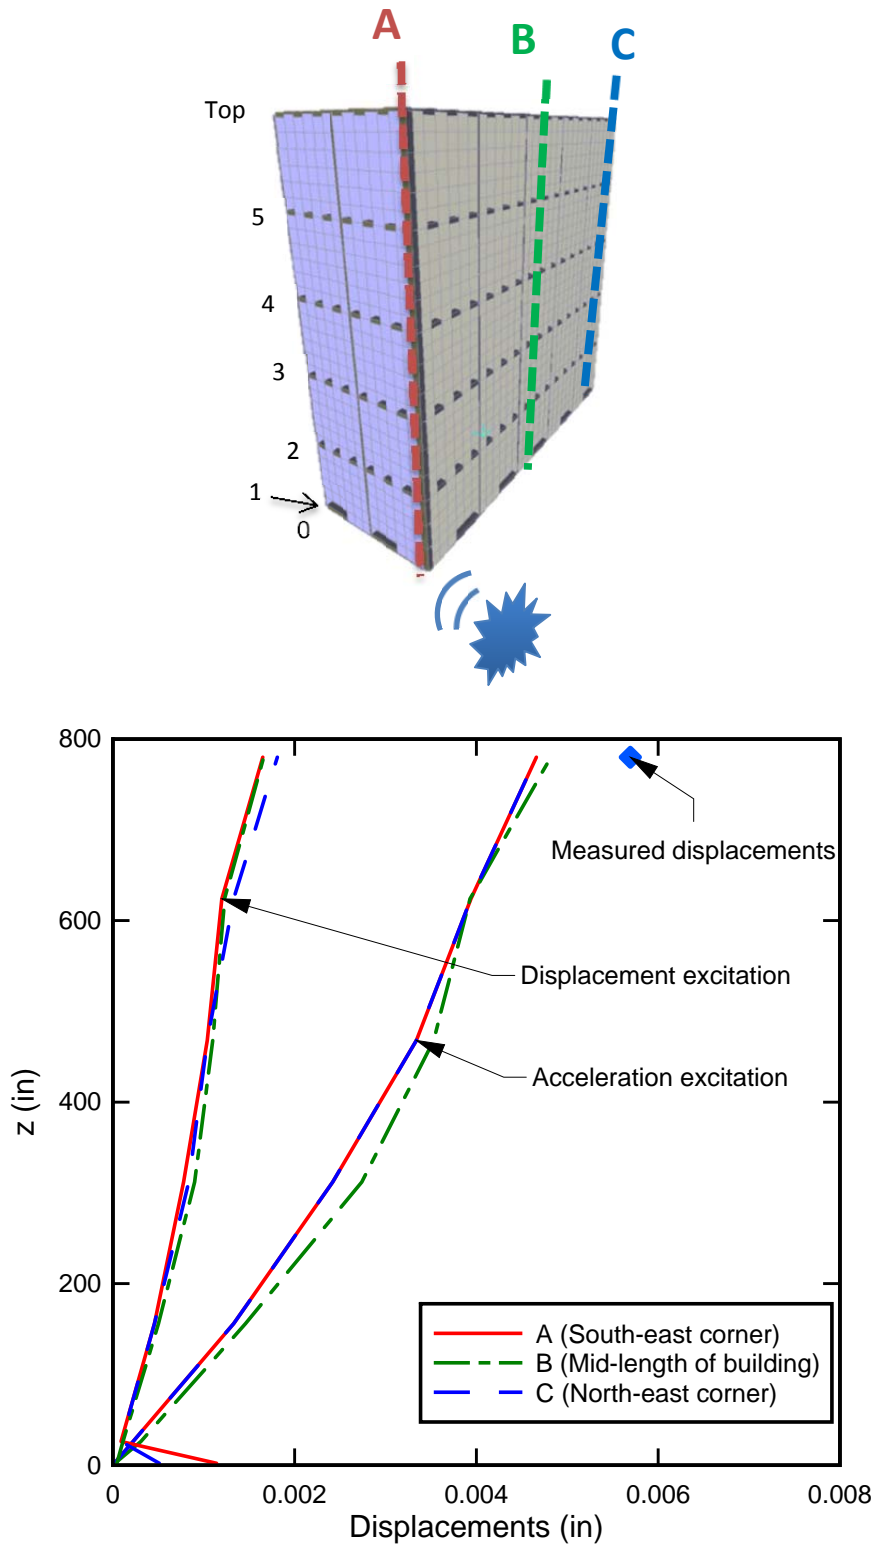 A
B
C
Top
5
4
3
2
1
0
800
600
400
200
0
z (in)
Measured displacements
Displacement excitation
Acceleration excitation
A (South-east corner)
B (Mid-length of building)
C (North-east corner)
0
0.002
0.004
0.006
0.008
Displacements (in)